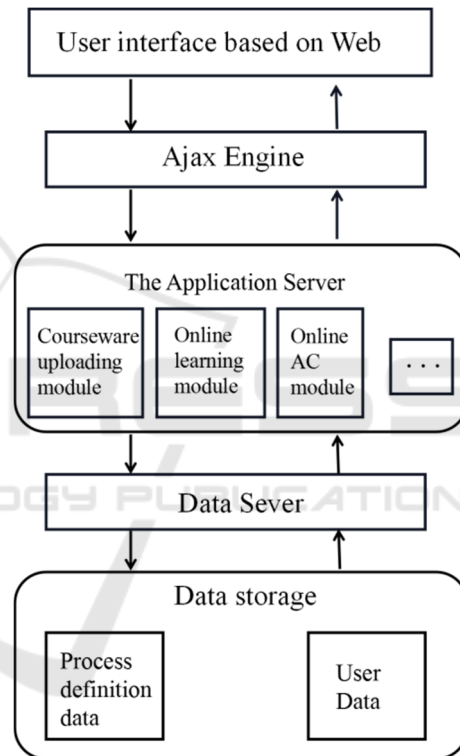 User interface based on Web
Ajax Engine
The Application Server
Courseware
uploading
module
Online
learning
module
Online
AC
module
...
Data Sever
Data storage
Process
definition
data
User
Data